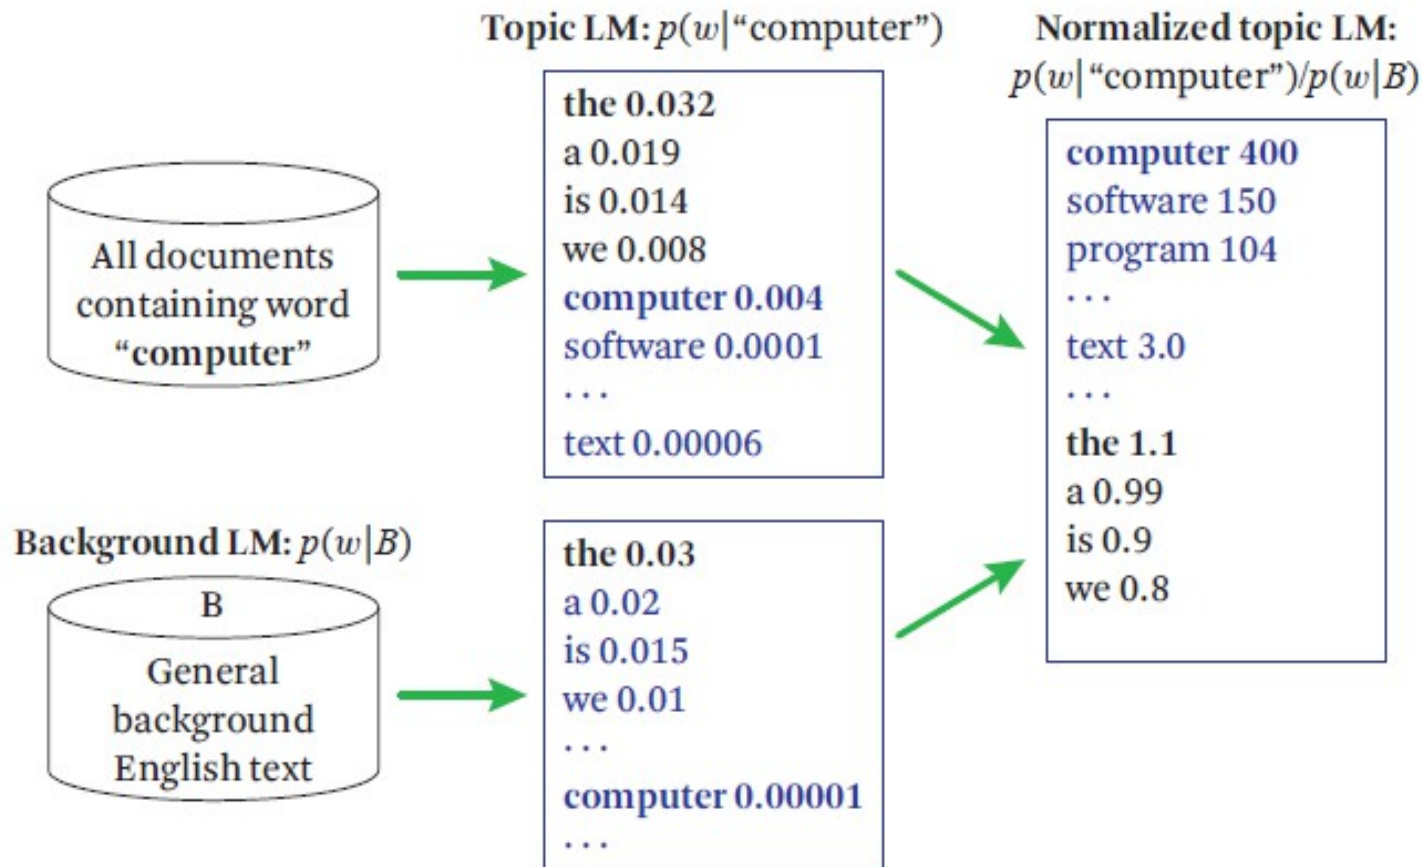 Topic LM: p(w|“computer”)
the 0.032
a 0.019
is 0.014
we 0.008
computer 0.004
software 0.0001
. . .
text 0.00006
Normalized topic LM:
p(w|“computer”)/p(w|B)
computer 400
software 150
program 104
. . .
text 3.0
. . .
the 1.1
a 0.99
is 0.9
we 0.8
All documents
containing word
“computer”
Background LM: p(w|B)
B
General
background
English text
the 0.03
a 0.02
is 0.015
we 0.01
. . .
computer 0.00001
. . .